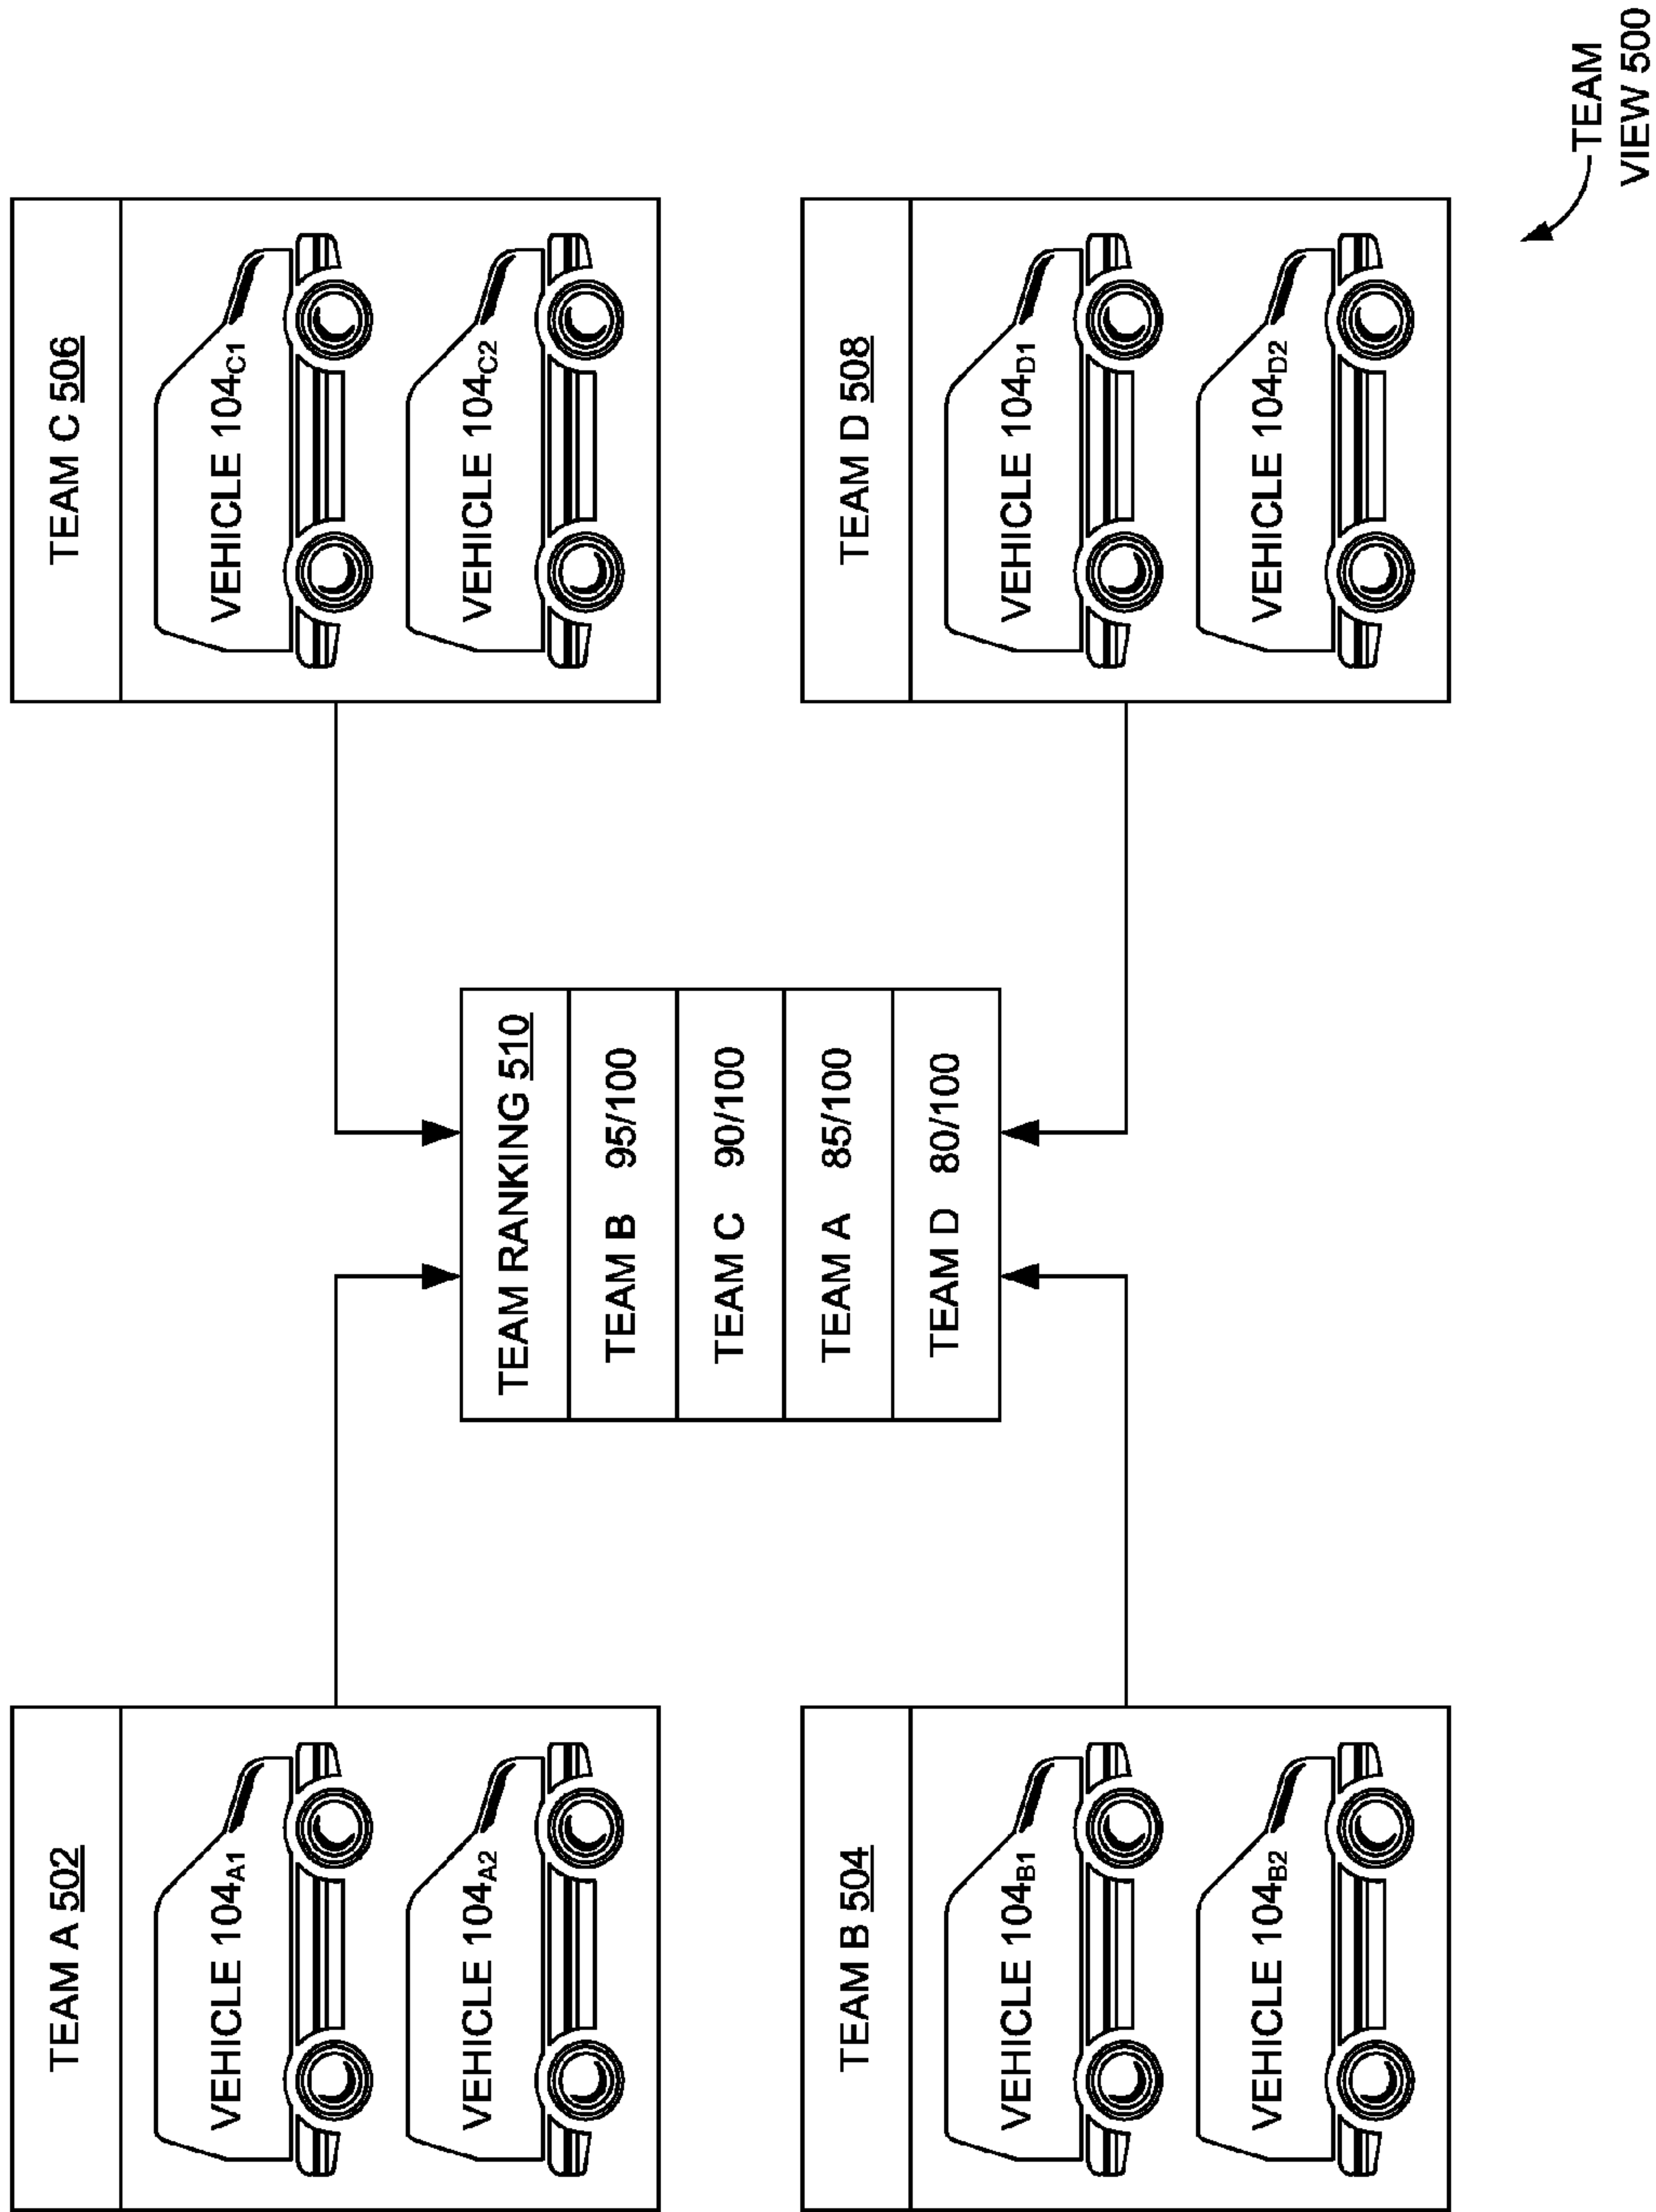 TEAM A 502
VEHICLE 104A1
VEHICLE 104A2
TEAM B 504
VEHICLE 104B1
VEHICLE 104B2
TEAM RANKING 510
TEAM B 95/100
TEAM C 90/100
TEAM A 85/100
TEAM D 80/100
TEAM C 506
VEHICLE 104C1
VEHICLE 104C2
TEAM D 508
VEHICLE 104D1
VEHICLE 104D2
TEAM
VIEW 500